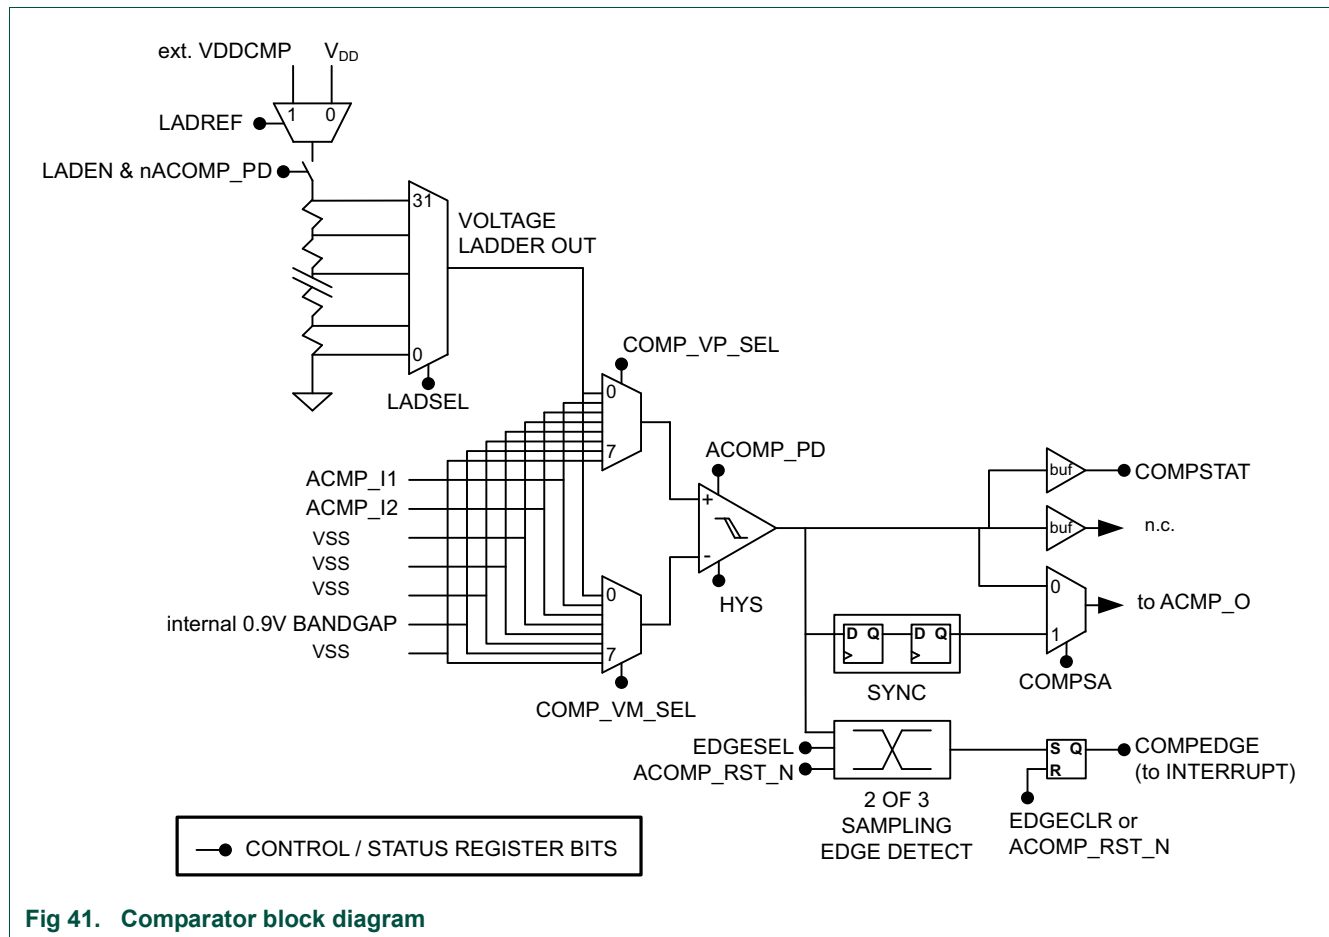 ext. VDDCMP VDD
1 0
LADREF
LADEN & nACOMP_PD
31
VOLTAGE
LADDER OUT
0
LADSEL
COMP_VP_SEL
0
7
ACMP_I1
ACMP_I2
VSS
VSS
VSS
internal 0.9V BANDGAP
VSS
0
7
COMP_VM_SEL
ACOMP_PD
+
-
HYS
buf
COMPSTAT
buf
n.c.
0
1
to ACMP_O
COMPSA
D Q D Q
SYNC
EDGESEL
ACOMP_RST_N
2 OF 3
SAMPLING
EDGE DETECT
S Q
R
COMPEDGE
(to INTERRUPT)
EDGECLR or
ACOMP_RST_N
CONTROL / STATUS REGISTER BITS
Fig 41. Comparator block diagram